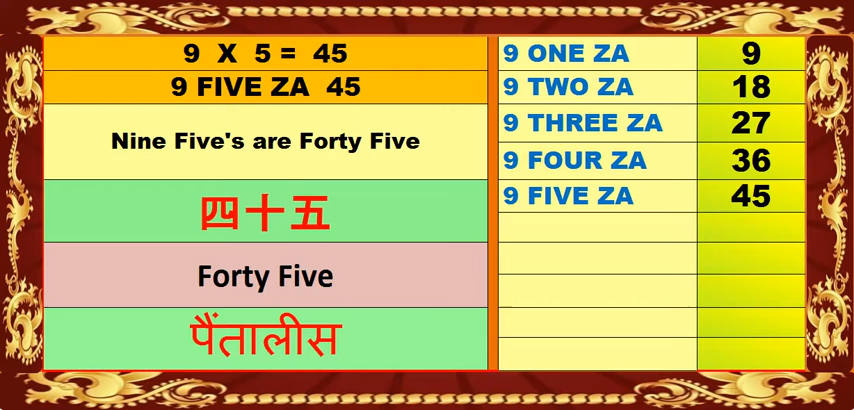 9 X 5 = 45
9 FIVE ZA 45
Nine Five's are Forty Five
四十五
Forty Five
पैंतालीस
9 ONE ZA 9
9 TWO ZA 18
9 THREE ZA 27
9 FOUR ZA 36
9 FIVE ZA 45